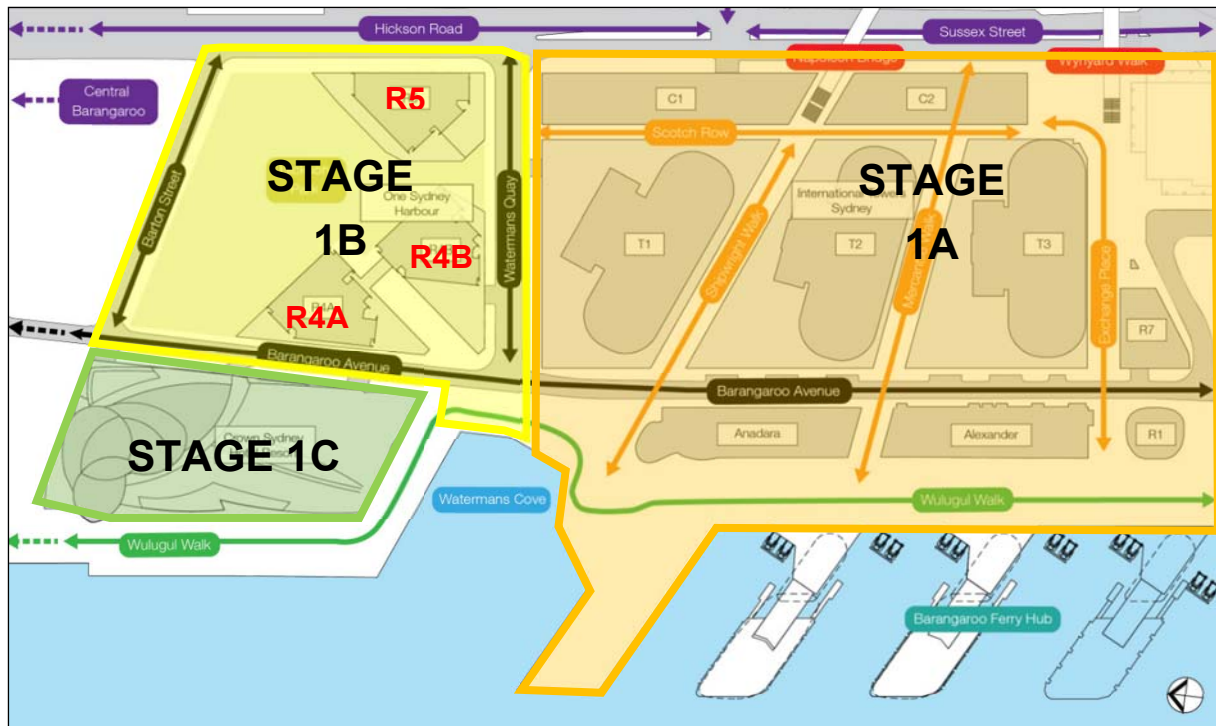 Hickson Road
Sussex Street
Napoleon Bridge
Wynyard Walk
Central
Barangaroo
R5
C1
C2
Scotch Row
STAGE
1B
One Sydney
Harbour
STAGE
1A
International Towers
Sydney
Barton Street
Watermans Quay
T1
T2
T3
Shipwright Walk
Mercantile Walk
Exchange Place
R4B
R4A
R4A
R7
Barangaroo Avenue
Barangaroo Avenue
STAGE 1C
Crown Sydney
Anadara
Alexander
R1
Watermans Cove
Wulugul Walk
Wulugul Walk
Barangaroo Ferry Hub